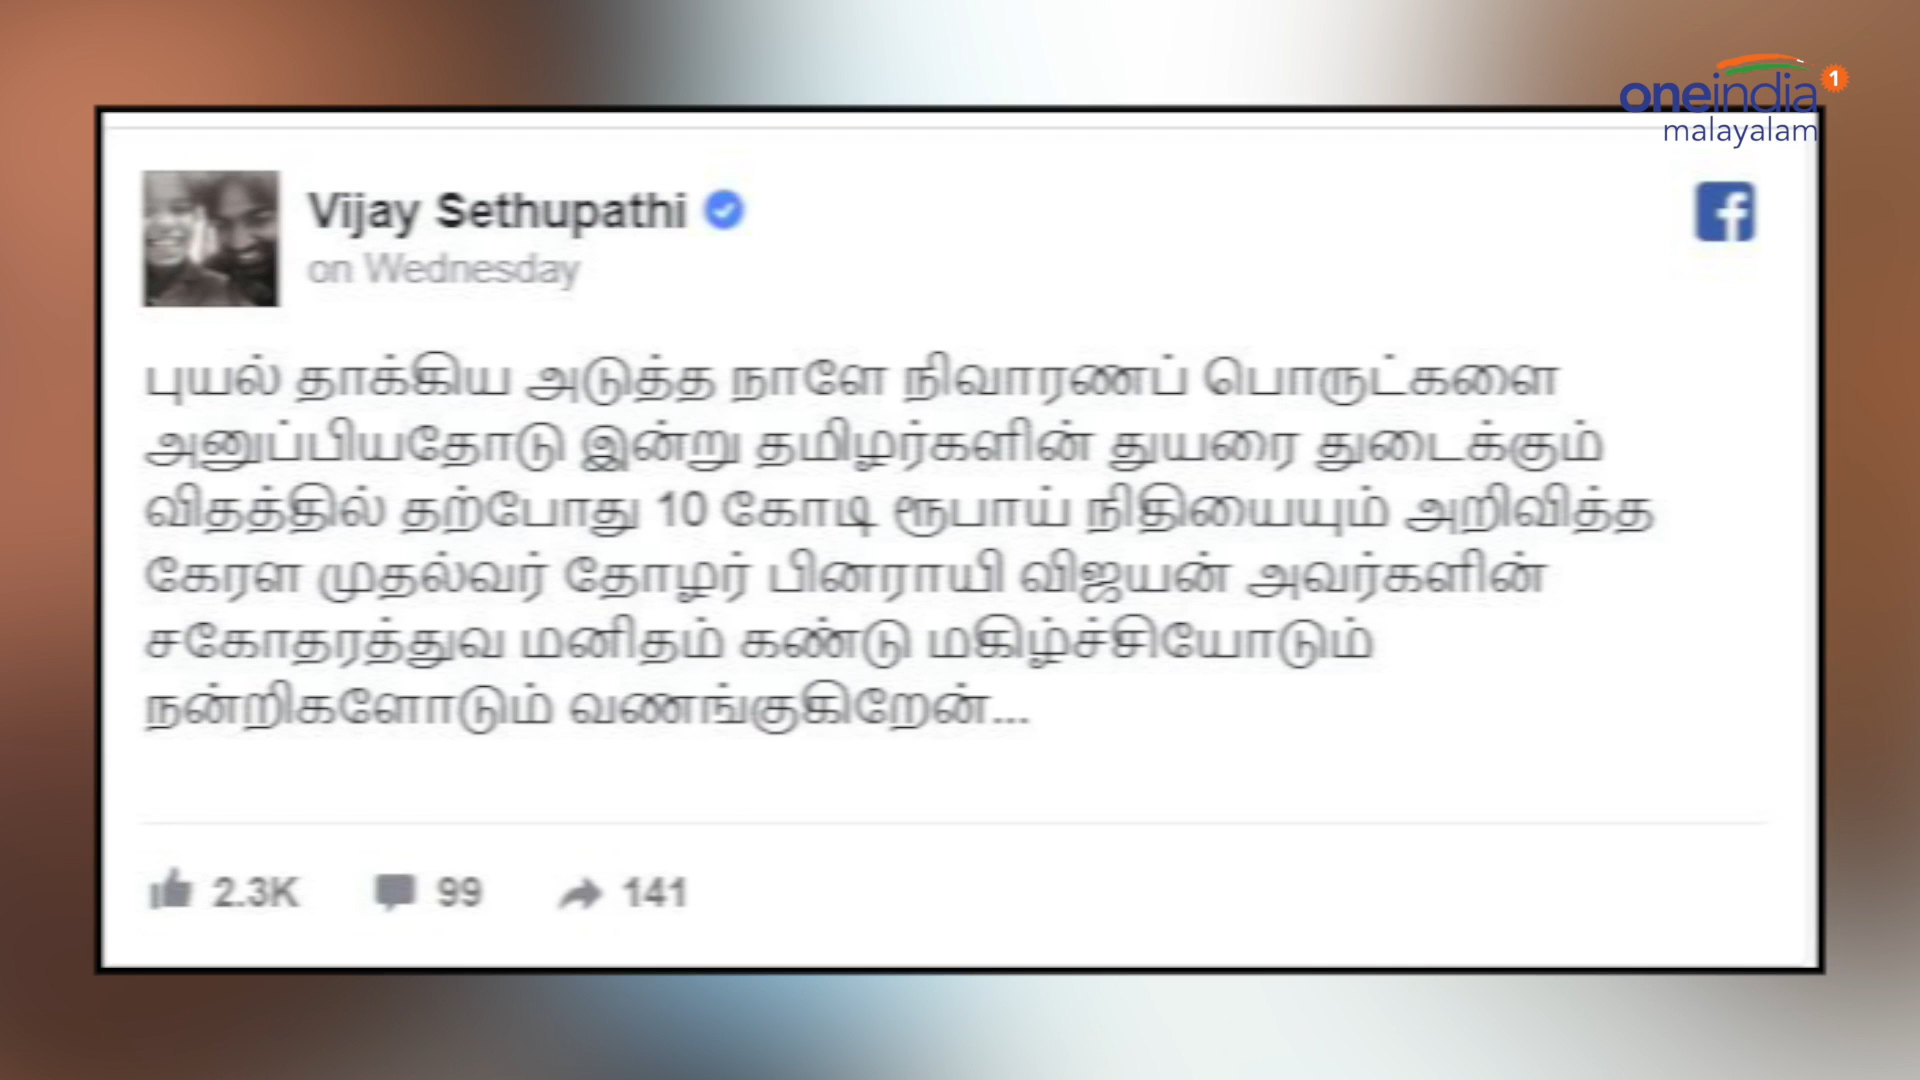 oneindia 1
malayalam
Vijay Sethupathi
on Wednesday
புயல் தாக்கிய அடுத்த நாளே நிவாரணப் பொருட்களை
அனுப்பியதோடு இன்று தமிழர்களின் துயரை துடைக்கும்
விதத்தில் தற்போது 10 கோடி ரூபாய் நிதியையும் அறிவித்த
கேரள முதல்வர் தோழர் பினராயி விஜயன் அவர்களின்
சகோதரத்துவ மனிதம் கண்டு மகிழ்ச்சியோடும்
நன்றிகளோடும் வணங்குகிறேன்...
2.3K 99 141